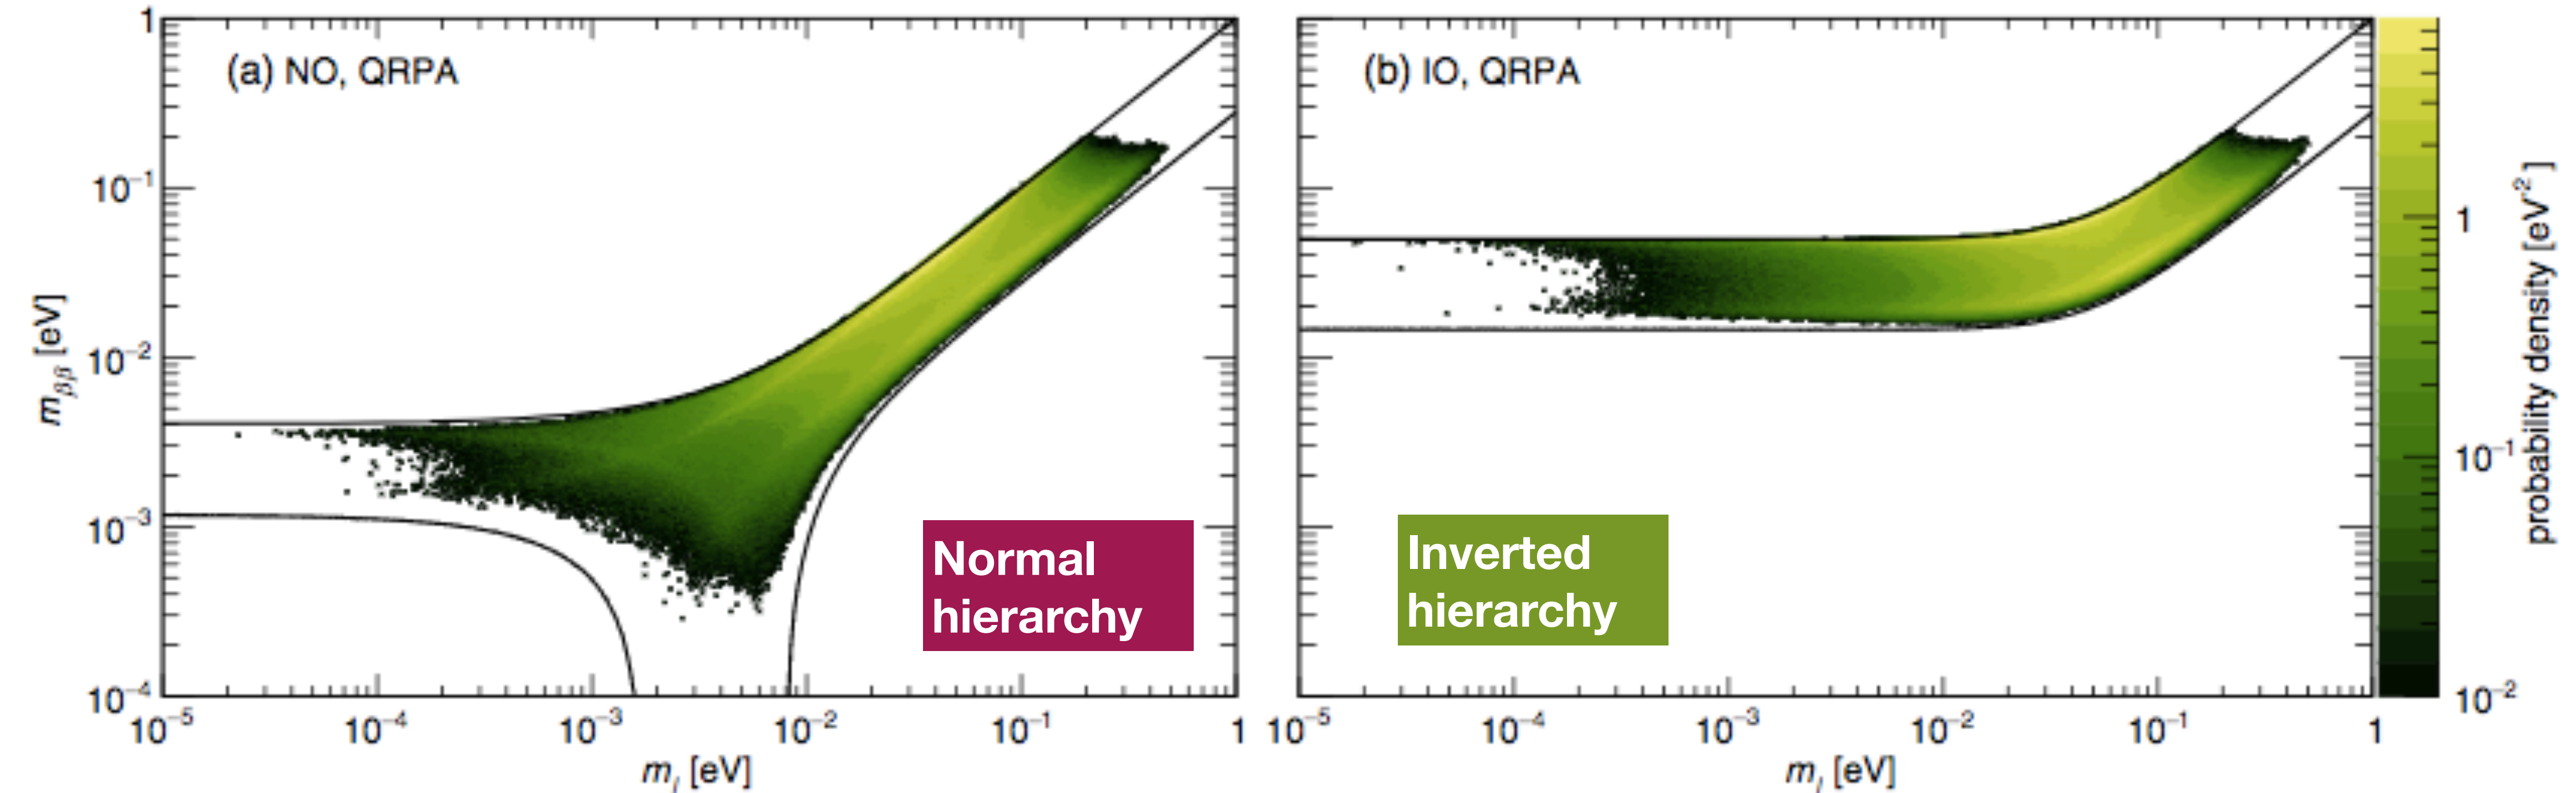 (a) NO, QRPA
1
10⁻¹
10⁻²
10⁻³
10⁻⁴
m_ββ [eV]
10⁻⁵
10⁻⁴
10⁻³
10⁻²
10⁻¹
1
m_l [eV]
Normal
hierarchy
(b) IO, QRPA
Inverted
hierarchy
10⁻⁵
10⁻⁴
10⁻³
10⁻²
10⁻¹
1
m_l [eV]
1
10⁻¹
10⁻²
probability density [eV⁻²]